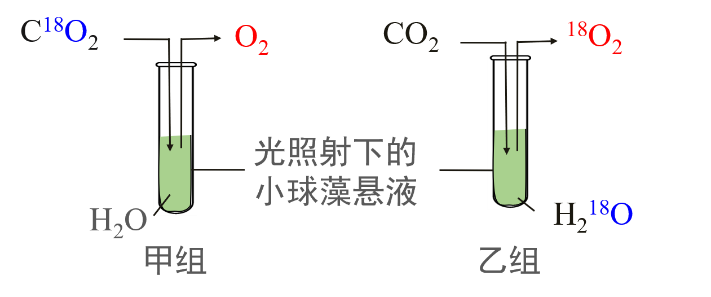 C¹⁸O₂
O₂
CO₂
¹⁸O₂
光照射下的
小球藻悬液
H₂O
H₂¹⁸O
甲组
乙组